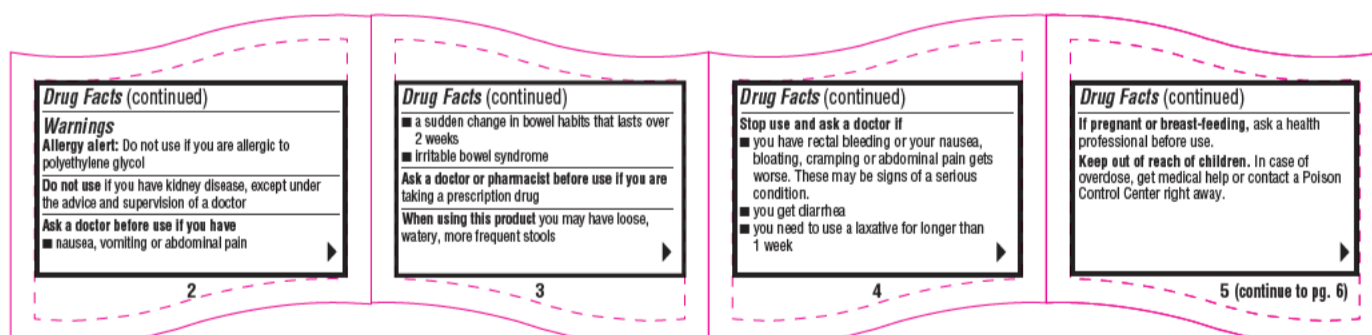 Drug Facts (continued)
Warnings
Allergy alert: Do not use if you are allergic to
polyethylene glycol
Do not use if you have kidney disease, except under
the advice and supervision of a doctor
Ask a doctor before use if you have
■ nausea, vomiting or abdominal pain
2
Drug Facts (continued)
■ a sudden change in bowel habits that lasts over
2 weeks
■ irritable bowel syndrome
Ask a doctor or pharmacist before use if you are
taking a prescription drug
When using this product you may have loose,
watery, more frequent stools
3
Drug Facts (continued)
Stop use and ask a doctor if
■ you have rectal bleeding or your nausea,
bloating, cramping or abdominal pain gets
worse. These may be signs of a serious
condition.
■ you get diarrhea
■ you need to use a laxative for longer than
1 week
4
Drug Facts (continued)
If pregnant or breast-feeding, ask a health
professional before use.
Keep out of reach of children. In case of
overdose, get medical help or contact a Poison
Control Center right away.
5 (continue to pg. 6)